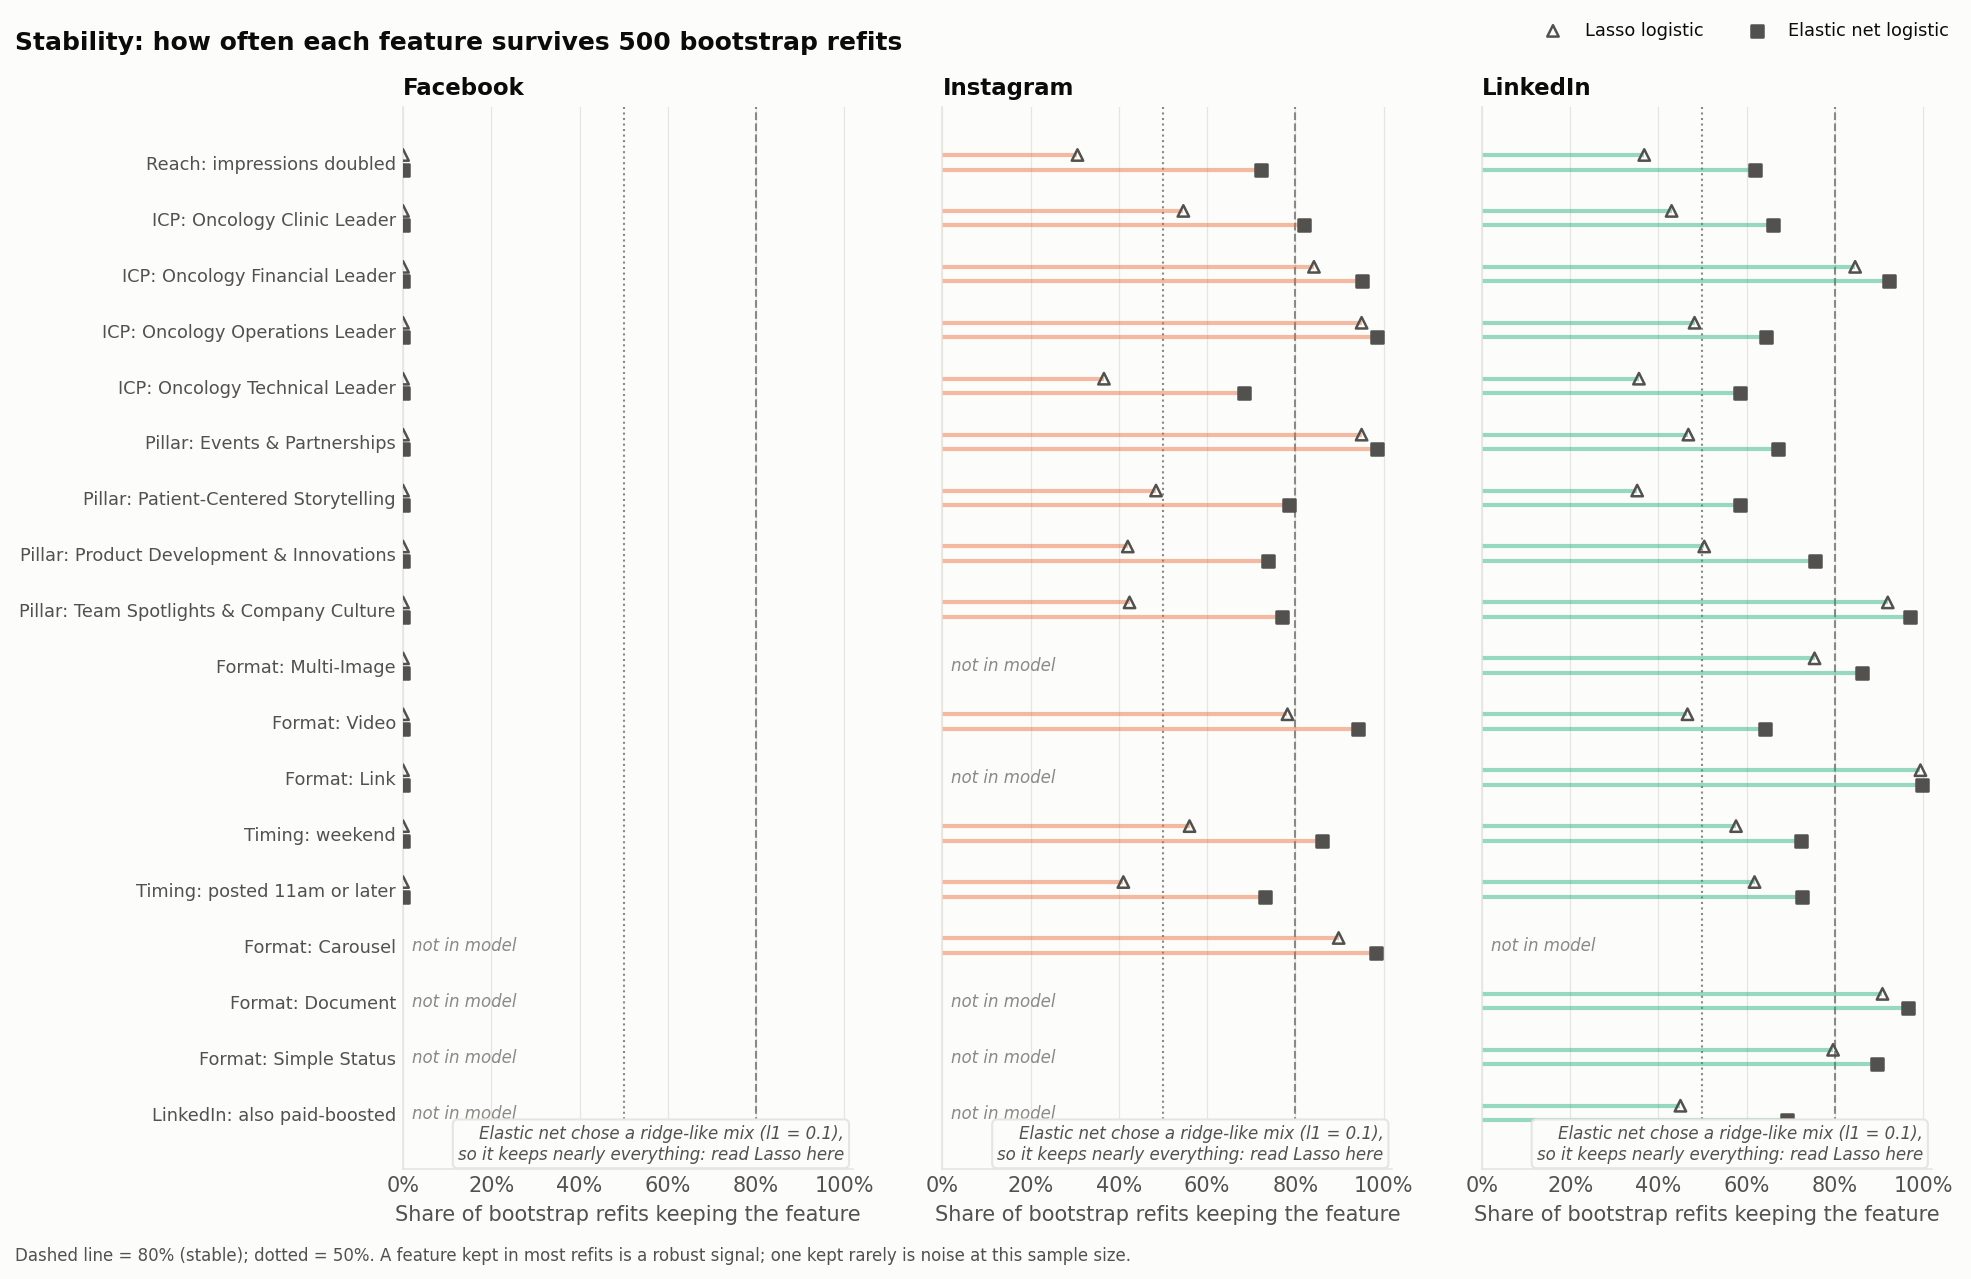 Stability: how often each feature survives 500 bootstrap refits
Lasso logistic
Elastic net logistic
Facebook
Instagram
LinkedIn
Reach: impressions doubled
ICP: Oncology Clinic Leader
ICP: Oncology Financial Leader
ICP: Oncology Operations Leader
ICP: Oncology Technical Leader
Pillar: Events & Partnerships
Pillar: Patient-Centered Storytelling
Pillar: Product Development & Innovations
Pillar: Team Spotlights & Company Culture
Format: Multi-Image
not in model
Format: Video
Format: Link
not in model
Timing: weekend
Timing: posted 11am or later
Format: Carousel
not in model
not in model
Format: Document
not in model
not in model
Format: Simple Status
not in model
not in model
LinkedIn: also paid-boosted
not in model
not in model
Elastic net chose a ridge-like mix (l1 = 0.1),
so it keeps nearly everything: read Lasso here
Elastic net chose a ridge-like mix (l1 = 0.1),
so it keeps nearly everything: read Lasso here
Elastic net chose a ridge-like mix (l1 = 0.1),
so it keeps nearly everything: read Lasso here
0% 20% 40% 60% 80% 100%
0% 20% 40% 60% 80% 100%
0% 20% 40% 60% 80% 100%
Share of bootstrap refits keeping the feature
Share of bootstrap refits keeping the feature
Share of bootstrap refits keeping the feature
Dashed line = 80% (stable); dotted = 50%. A feature kept in most refits is a robust signal; one kept rarely is noise at this sample size.